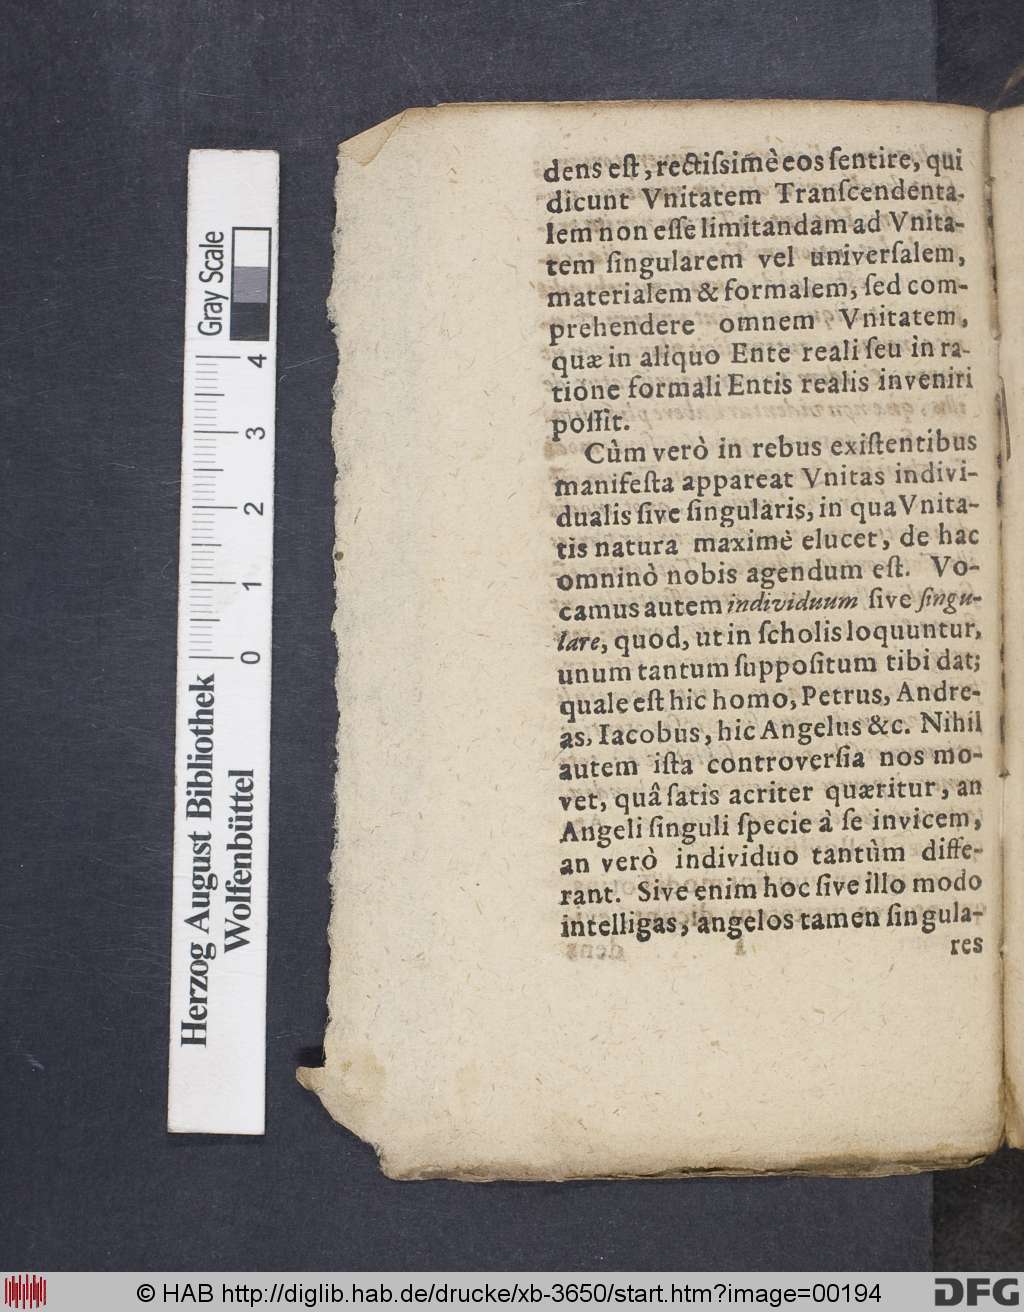 dens eſt, rectiſsimè eos ſentire, qui
dicunt Vnitatem Tranſcendenta-
lem non eſſe limitandam ad Vnita-
tem ſingularem vel univerſalem,
materialem & formalem, ſed com-
prehendere omnem Vnitatem,
quæ in aliquo Ente reali ſeu in ra-
tione formali Entis realis inveniri
poſſit.
Cùm verò in rebus exiſtentibus
manifeſta appareat Vnitas indivi-
dualis ſive ſingularis, in qua Vnita-
tis natura maximè elucet, de hac
omninò nobis agendum eſt. Vo-
camus autem individuum ſive ſingu-
lare, quod, ut in ſcholis loquuntur,
unum tantum ſuppoſitum tibi dat;
quale eſt hic homo, Petrus, Andre-
as, Iacobus, hic Angelus &c. Nihil
autem iſta controverſia nos mo-
vet, quâ ſatis acriter quæritur, an
Angeli ſinguli ſpecie à ſe invicem,
an verò individuo tantùm diffe-
rant. Sive enim hoc ſive illo modo
intelligas, angelos tamen ſingula-
res
Gray Scale
0 1 2 3 4
Herzog August Bibliothek
Wolfenbüttel
© HAB http://diglib.hab.de/drucke/xb-3650/start.htm?image=00194
DFG